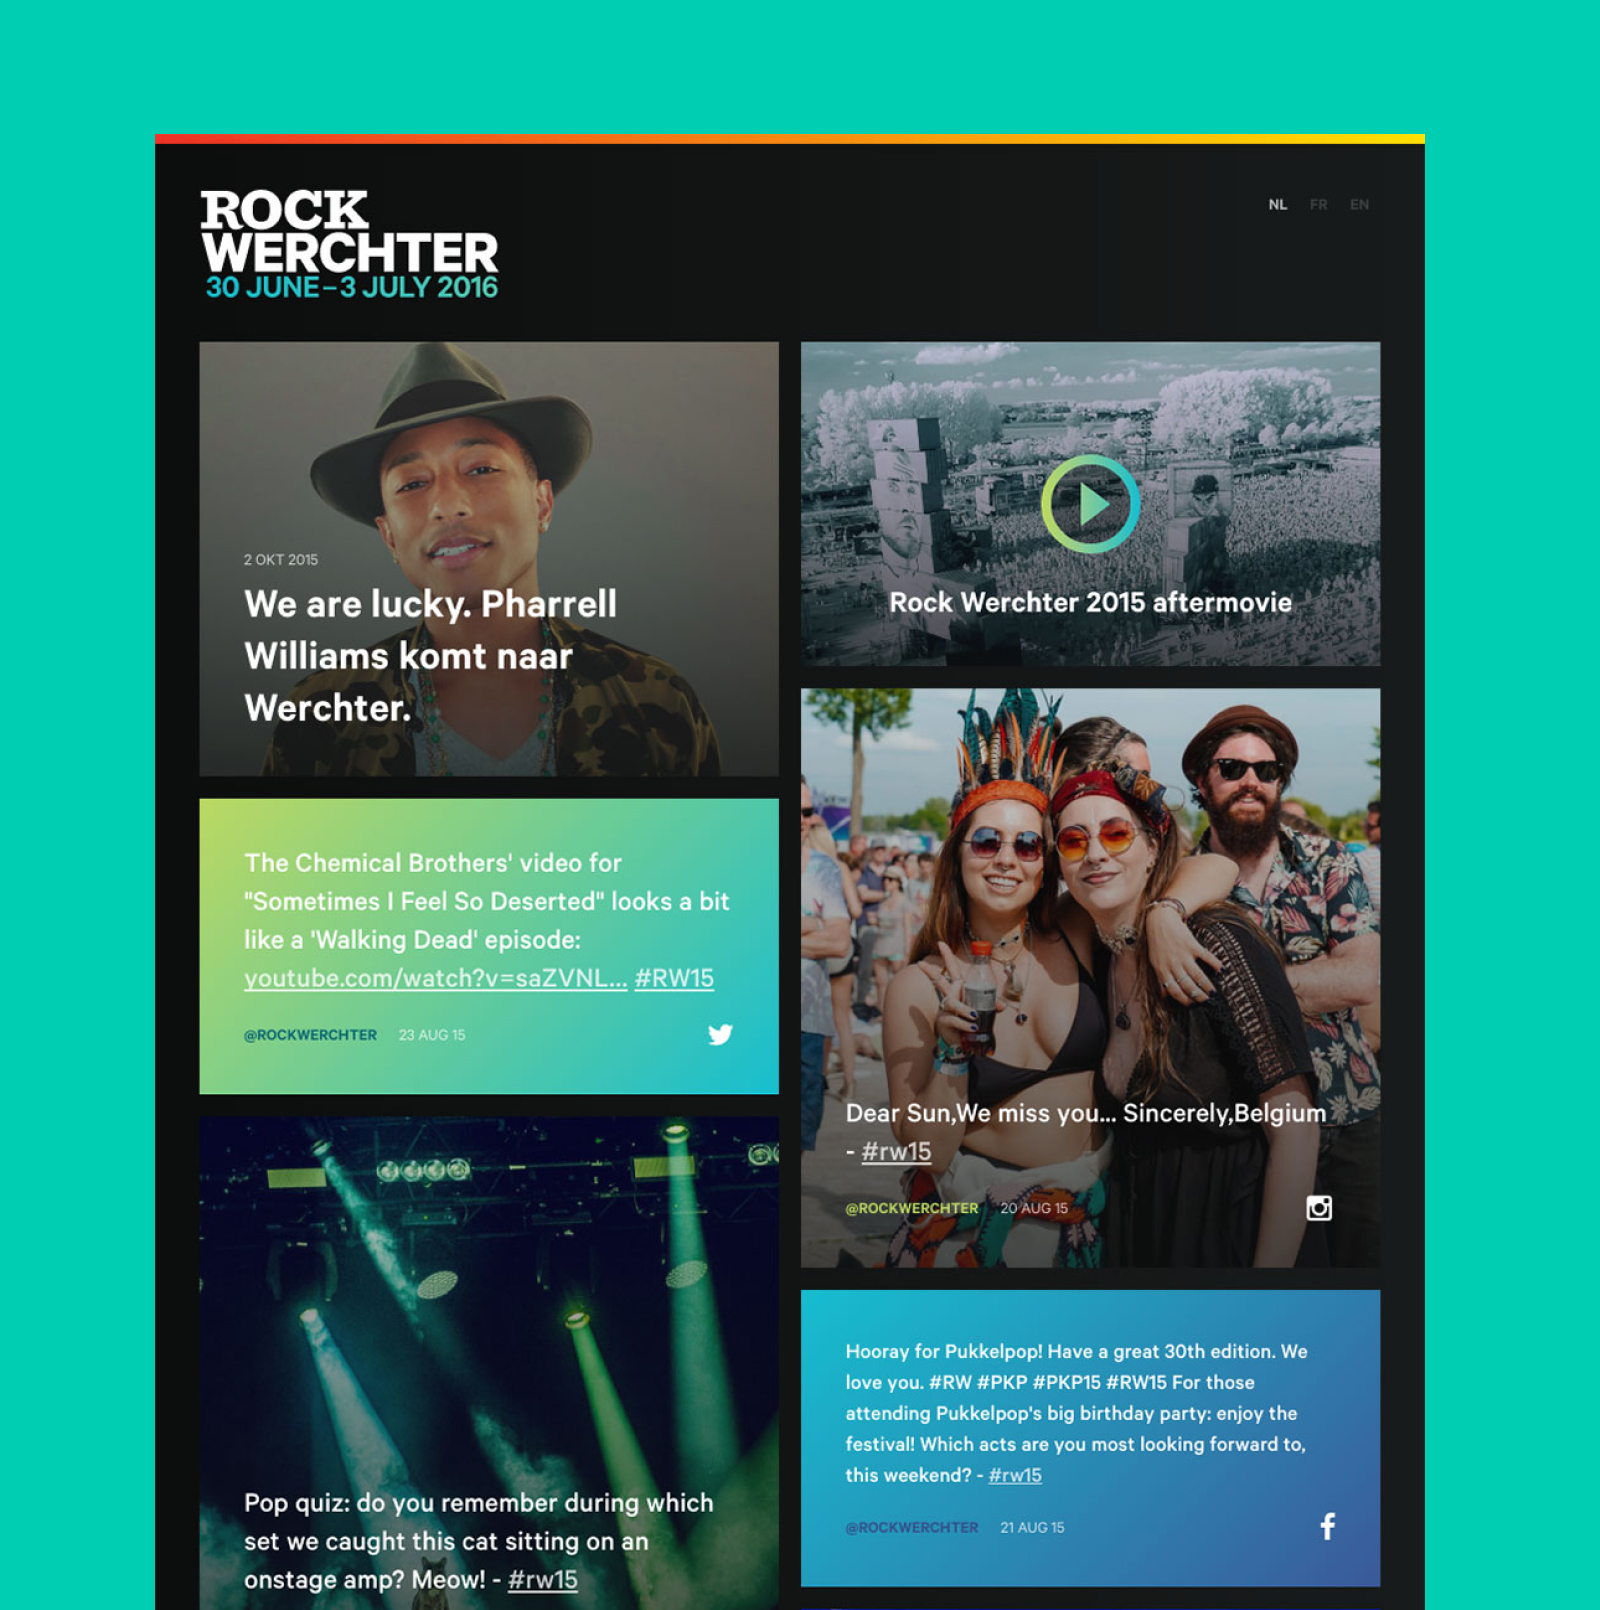 ROCK
WERCHTER
30 JUNE–3 JULY 2016
NL FR EN
2 OKT 2015
We are lucky. Pharrell
Williams komt naar
Werchter.
Rock Werchter 2015 aftermovie
The Chemical Brothers' video for
"Sometimes I Feel So Deserted" looks a bit
like a 'Walking Dead' episode:
youtube.com/watch?v=saZVNL... #RW15
@ROCKWERCHTER 23 AUG 15
Dear Sun,We miss you... Sincerely,Belgium
- #rw15
@ROCKWERCHTER 20 AUG 15
Pop quiz: do you remember during which
set we caught this cat sitting on an
onstage amp? Meow! - #rw15
Hooray for Pukkelpop! Have a great 30th edition. We
love you. #RW #PKP #PKP15 #RW15 For those
attending Pukkelpop's big birthday party: enjoy the
festival! Which acts are you most looking forward to,
this weekend? - #rw15
@ROCKWERCHTER 21 AUG 15